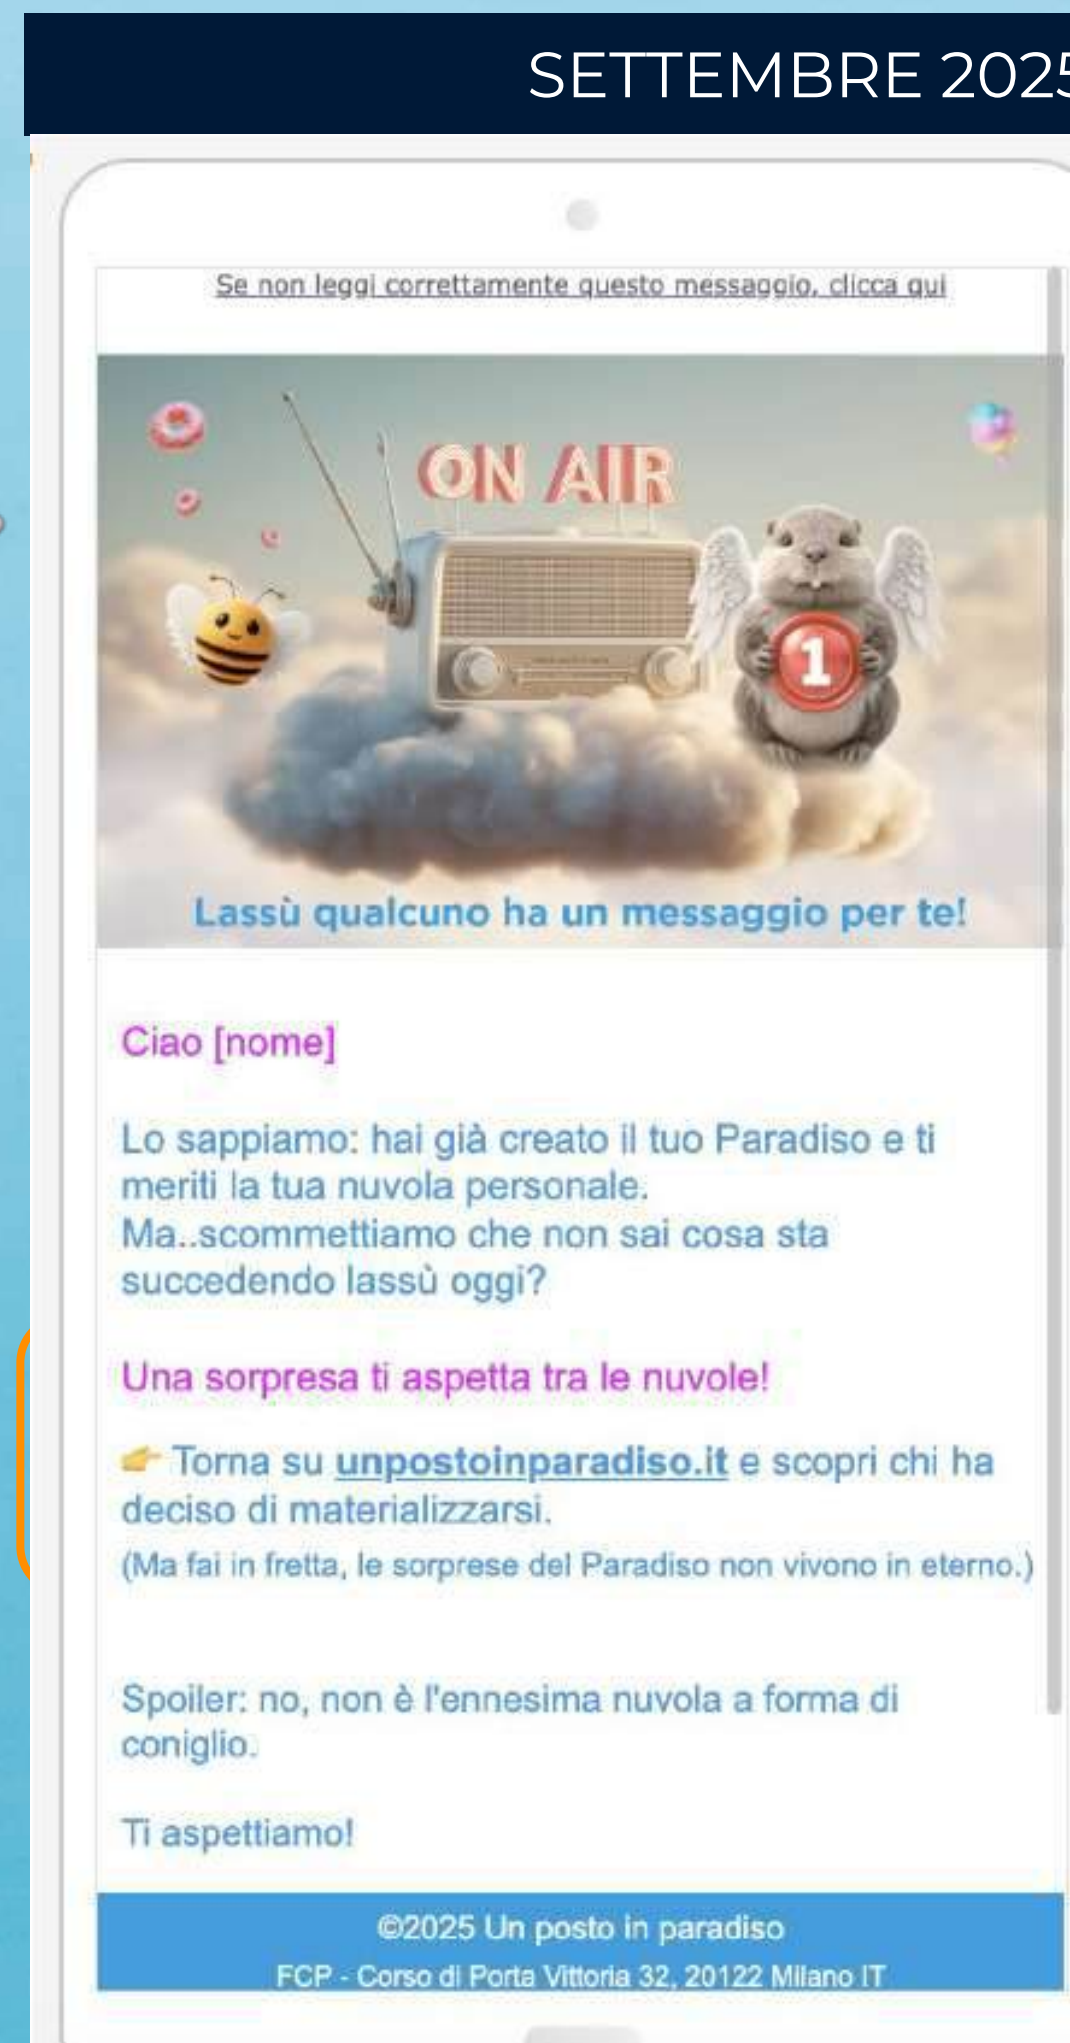 SETTEMBRE 2025
Se non leggi correttamente questo messaggio, clicca qui
ON AIR
1
Lassù qualcuno ha un messaggio per te!
Ciao [nome]
Lo sappiamo: hai già creato il tuo Paradiso e ti
meriti la tua nuvola personale.
Ma..scommettiamo che non sai cosa sta
succedendo lassù oggi?
Una sorpresa ti aspetta tra le nuvole!
👉 Torna su unpostoinparadiso.it e scopri chi ha
deciso di materializzarsi.
(Ma fai in fretta, le sorprese del Paradiso non vivono in eterno.)
Spoiler: no, non è l'ennesima nuvola a forma di
coniglio.
Ti aspettiamo!
©2025 Un posto in paradiso
FCP - Corso di Porta Vittoria 32, 20122 Milano IT